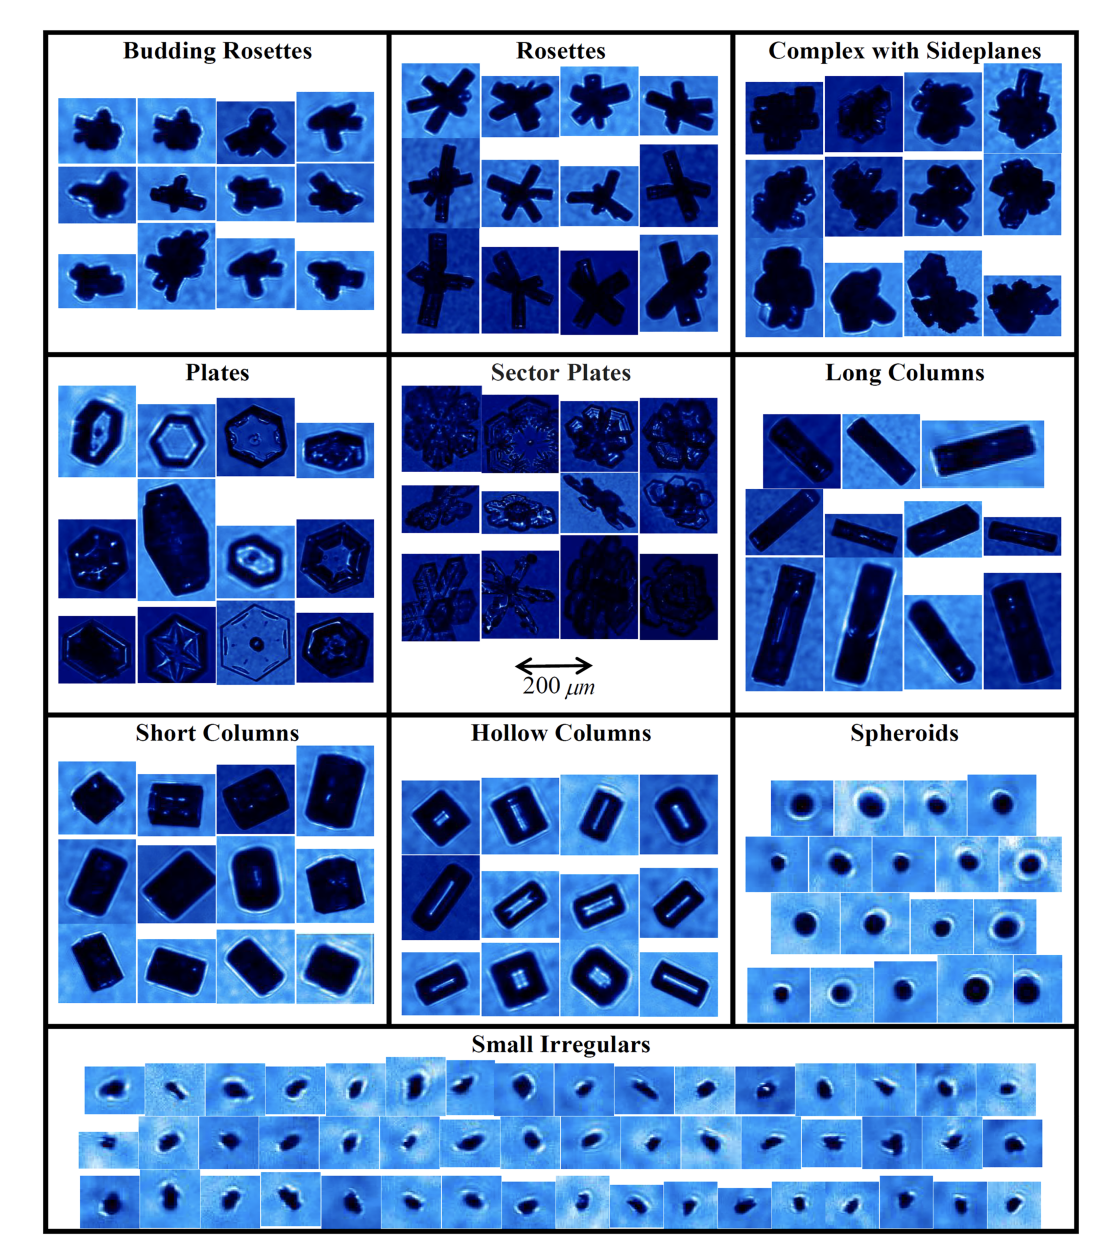 Budding Rosettes
Rosettes
Complex with Sideplanes
Plates
Sector Plates
Long Columns
200 μm
Short Columns
Hollow Columns
Spheroids
Small Irregulars